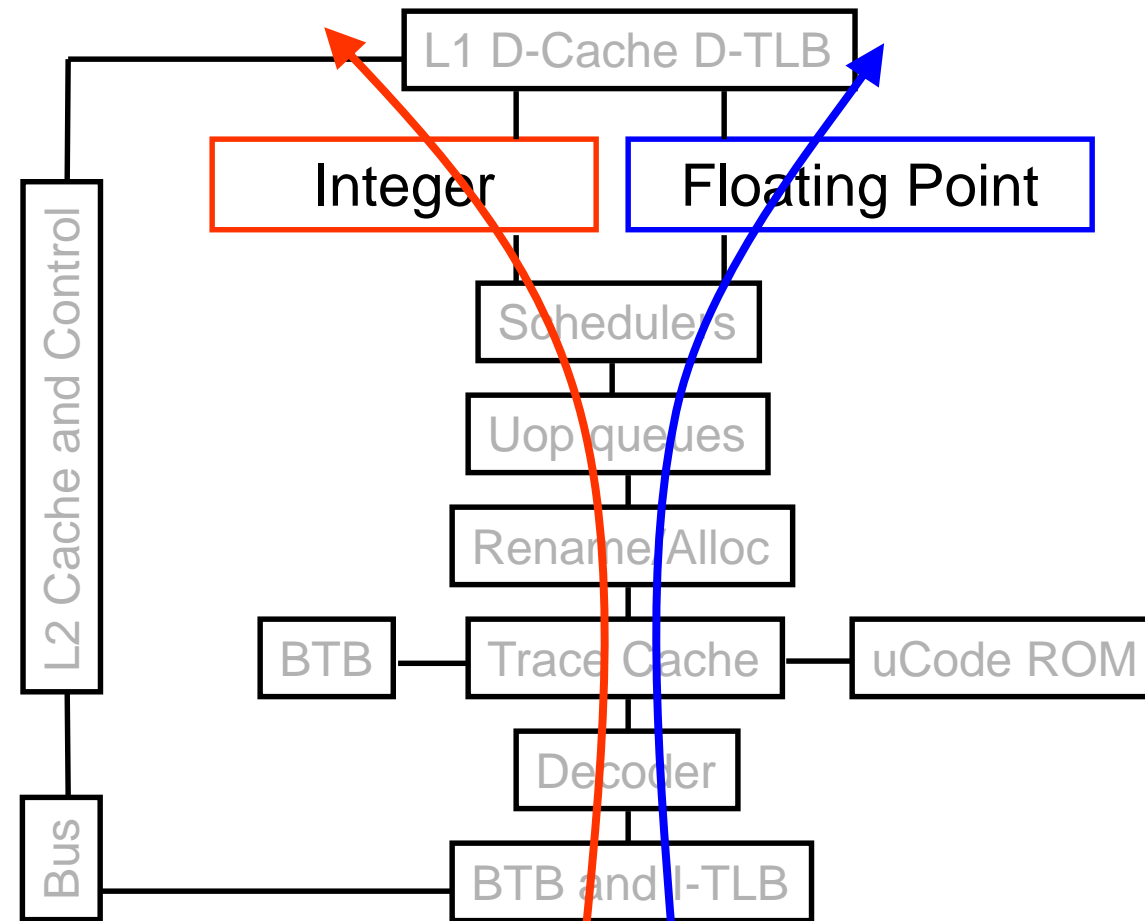 L1 D-Cache D-TLB
Integer
Floating Point
L2 Cache and Control
Schedulers
Uop queues
Rename/Alloc
BTB
Trace Cache
uCode ROM
Decoder
Bus
BTB and I-TLB